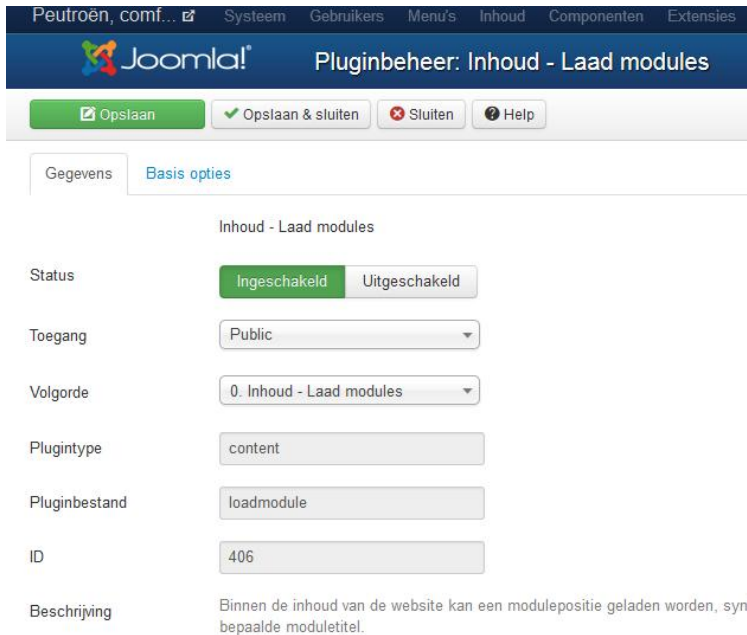 Peutroën, comf... Systeem Gebruikers Menu's Inhoud Componenten Extensies
Joomla!® Pluginbeheer: Inhoud - Laad modules
Opslaan Opslaan & sluiten Sluiten Help
Gegevens Basis opties
Inhoud - Laad modules
Status Ingeschakeld Uitgeschakeld
Toegang Public
Volgorde 0. Inhoud - Laad modules
Plugintype content
Pluginbestand loadmodule
ID 406
Beschrijving Binnen de inhoud van de website kan een modulepositie geladen worden, syn
bepaalde moduletitel.